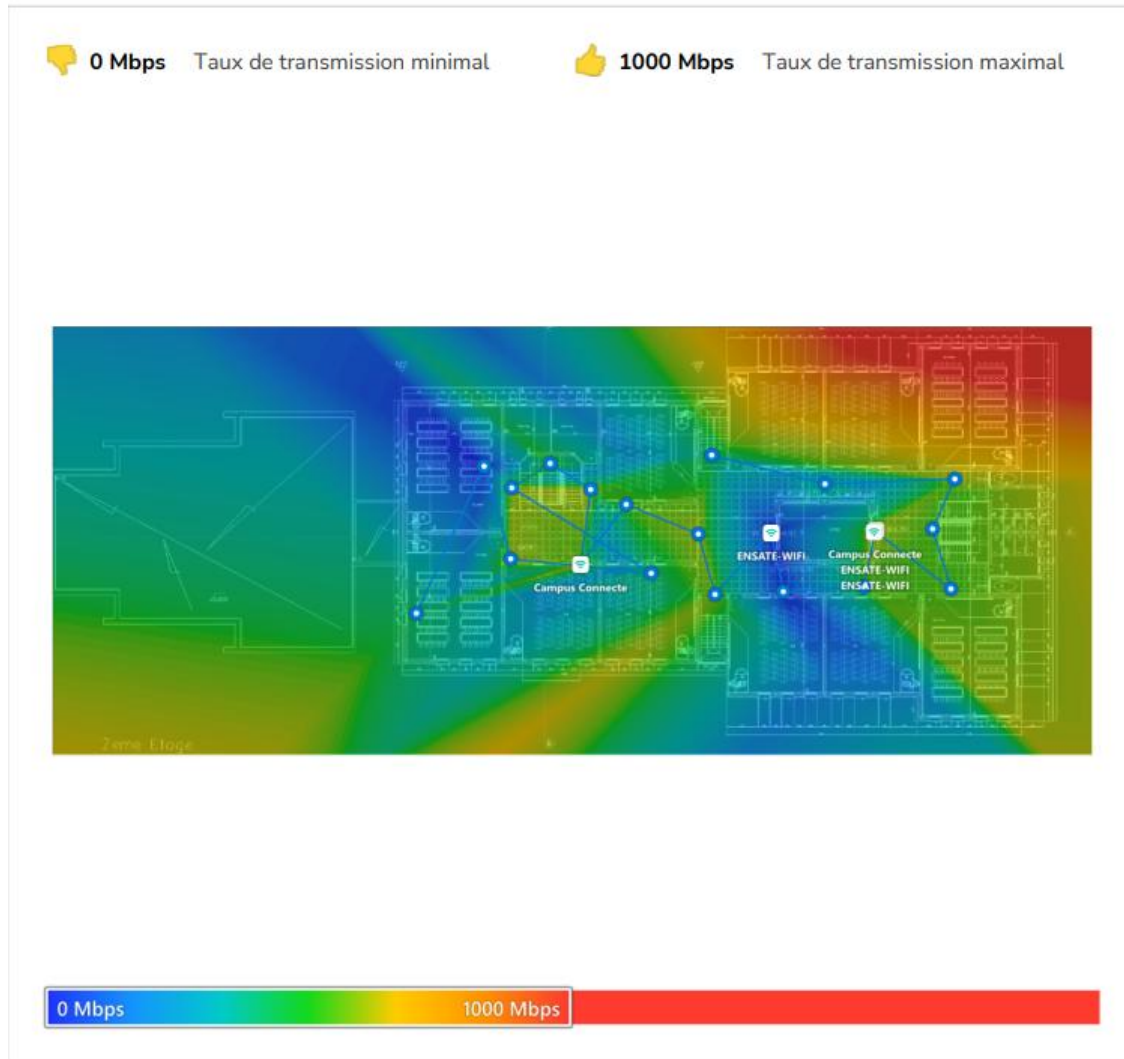 0 Mbps Taux de transmission minimal
1000 Mbps Taux de transmission maximal
ENSATE-WIFI
Campus Connecte
ENSATE-WIFI
ENSATE-WIFI
Campus Connecte
2eme Etage
0 Mbps
1000 Mbps